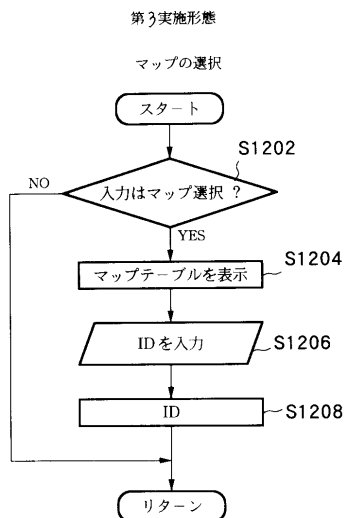 第3実施形態
マップの選択
スタート
S1202
入力はマップ選択 ?
NO
YES
S1204
マップテーブルを表示
IDを入力
S1206
ID
S1208
リターン